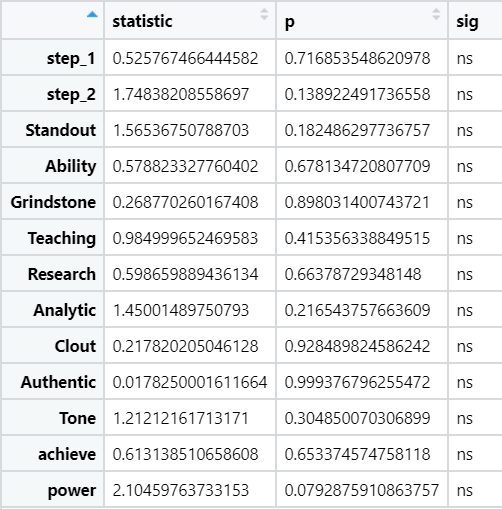 statistic p sig
step_1 0.525767466444582 0.716853548620978 ns
step_2 1.74838208558697 0.138922491736558 ns
Standout 1.56536750788703 0.182486297736757 ns
Ability 0.578823327760402 0.678134720807709 ns
Grindstone 0.268770260167408 0.898031400743721 ns
Teaching 0.984999652469583 0.415356338849515 ns
Research 0.598659889436134 0.66378729348148 ns
Analytic 1.45001489750793 0.216543757663609 ns
Clout 0.217820205046128 0.928489824586242 ns
Authentic 0.0178250001611664 0.999376796255472 ns
Tone 1.21212161713171 0.304850070306899 ns
achieve 0.613138510658608 0.653374574758118 ns
power 2.10459763733153 0.0792875910863757 ns